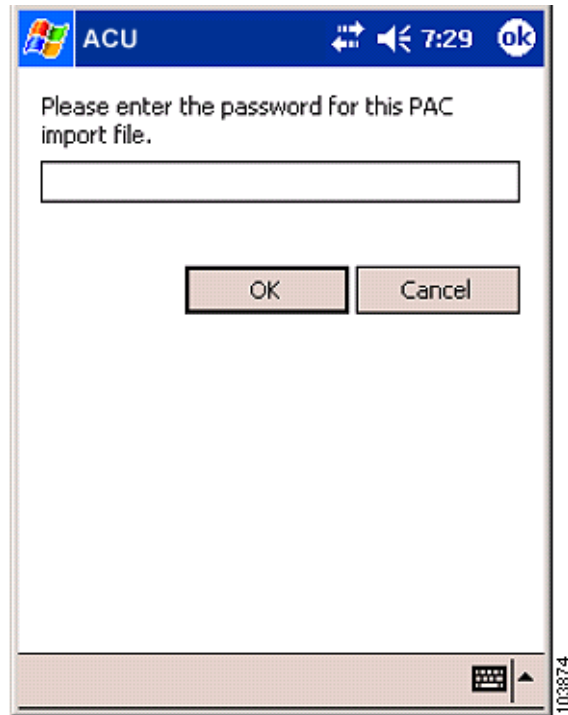 ACU 7:29 ok
Please enter the password for this PAC
import file.
OK Cancel
103874